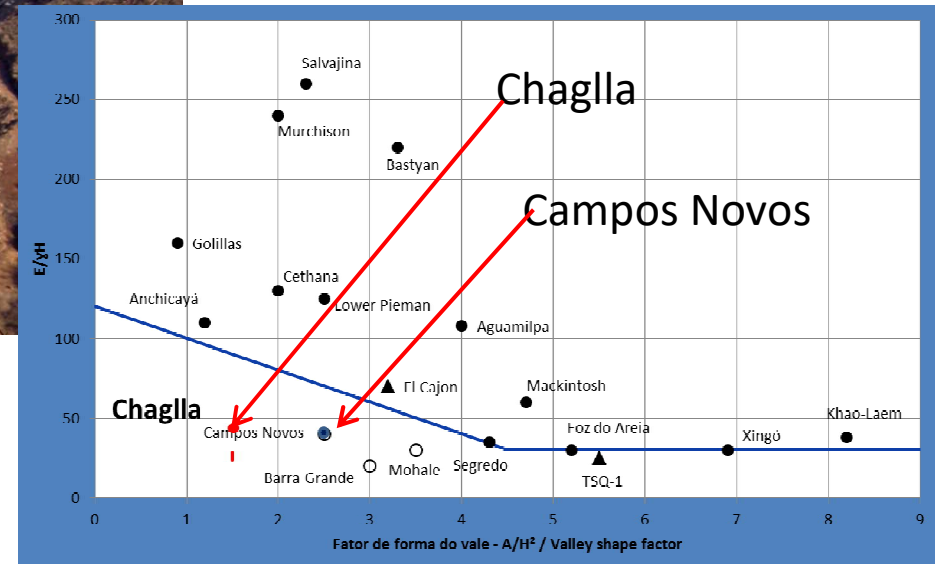 300
Salvajina
Chaglla
250
Murchison
Bastyan
200
Campos Novos
Golillas
150
E/ɣH
Cethana
Anchicayá
Lower Pieman
Aguamilpa
100
El Cajon
Mackintosh
Chaglla
50
Campos Novos
Foz do Areia
Khao-Laem
Xingó
Barra Grande
Mohale
Segredo
TSQ-1
0
0 1 2 3 4 5 6 7 8 9
Fator de forma do vale - A/H² / Valley shape factor